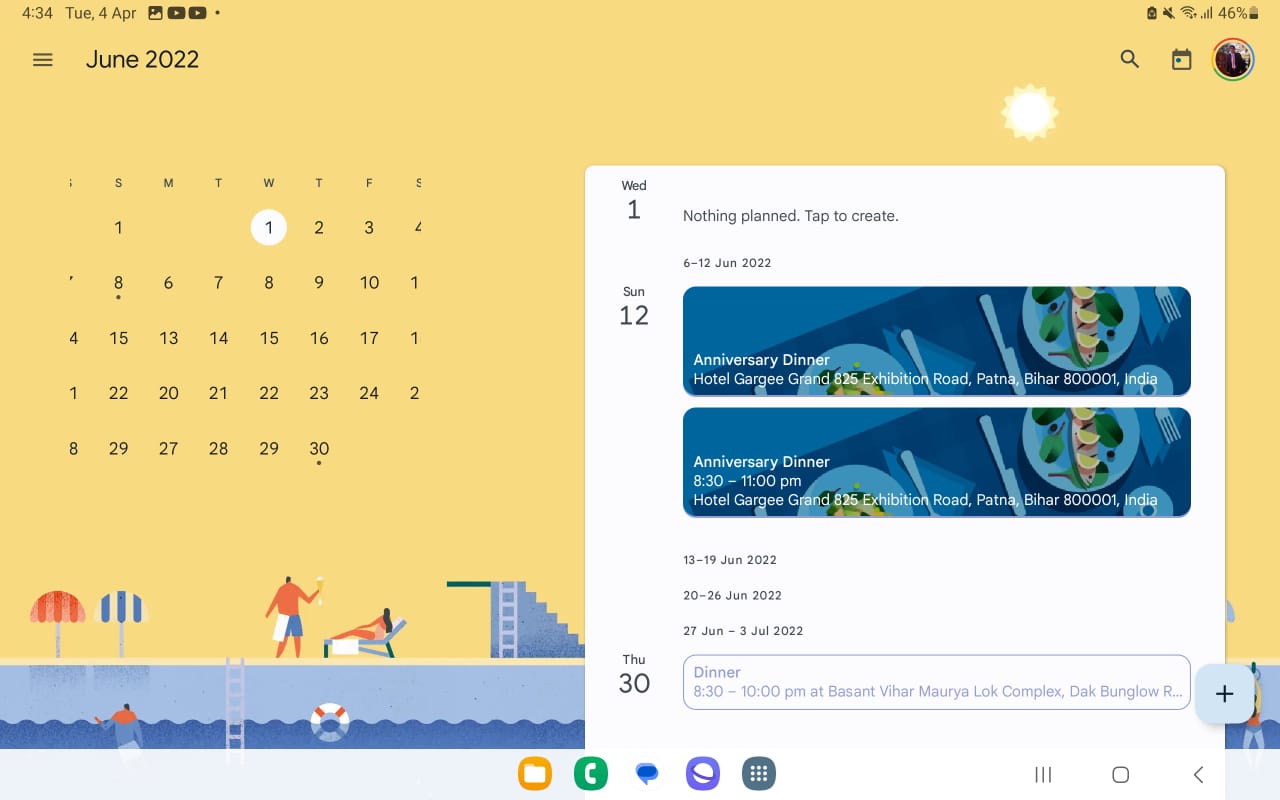 4:34 Tue, 4 Apr 46%
June 2022
S M T W T F S
1 1 2 3 4
8 6 7 8 9 10 1
4 15 13 14 15 16 17 1
1 22 20 21 22 23 24 2
8 29 27 28 29 30
Wed
1
Nothing planned. Tap to create.
6–12 Jun 2022
Sun
12
Anniversary Dinner
Hotel Gargee Grand 825 Exhibition Road, Patna, Bihar 800001, India
Anniversary Dinner
8:30 – 11:00 pm
Hotel Gargee Grand 825 Exhibition Road, Patna, Bihar 800001, India
13–19 Jun 2022
20–26 Jun 2022
27 Jun – 3 Jul 2022
Thu
30
Dinner
8:30 – 10:00 pm at Basant Vihar Maurya Lok Complex, Dak Bunglow R...